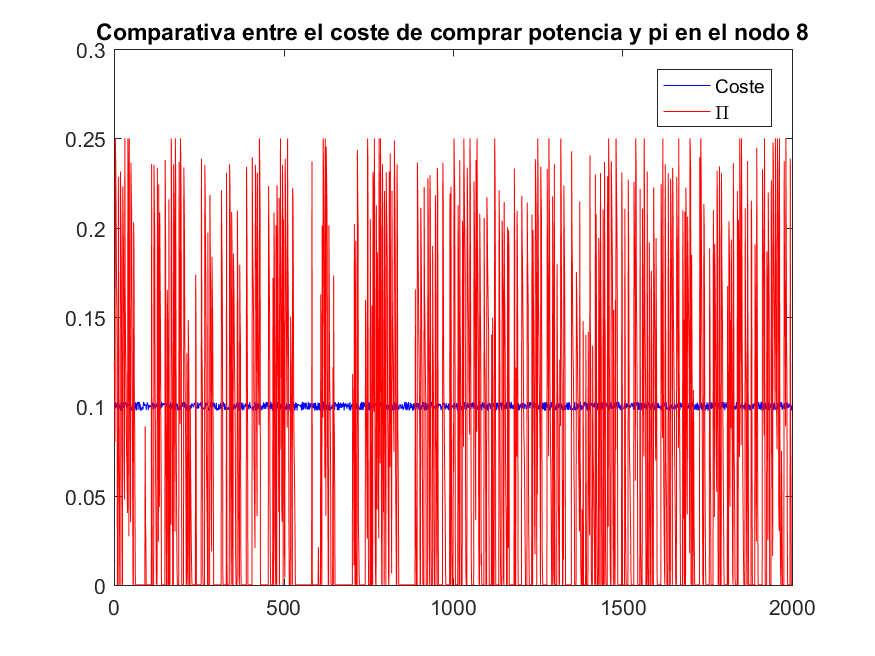 Comparativa entre el coste de comprar potencia y pi en el nodo 8
0.3
0.25
0.2
0.15
0.1
0.05
0
Coste
Π
0 500 1000 1500 2000